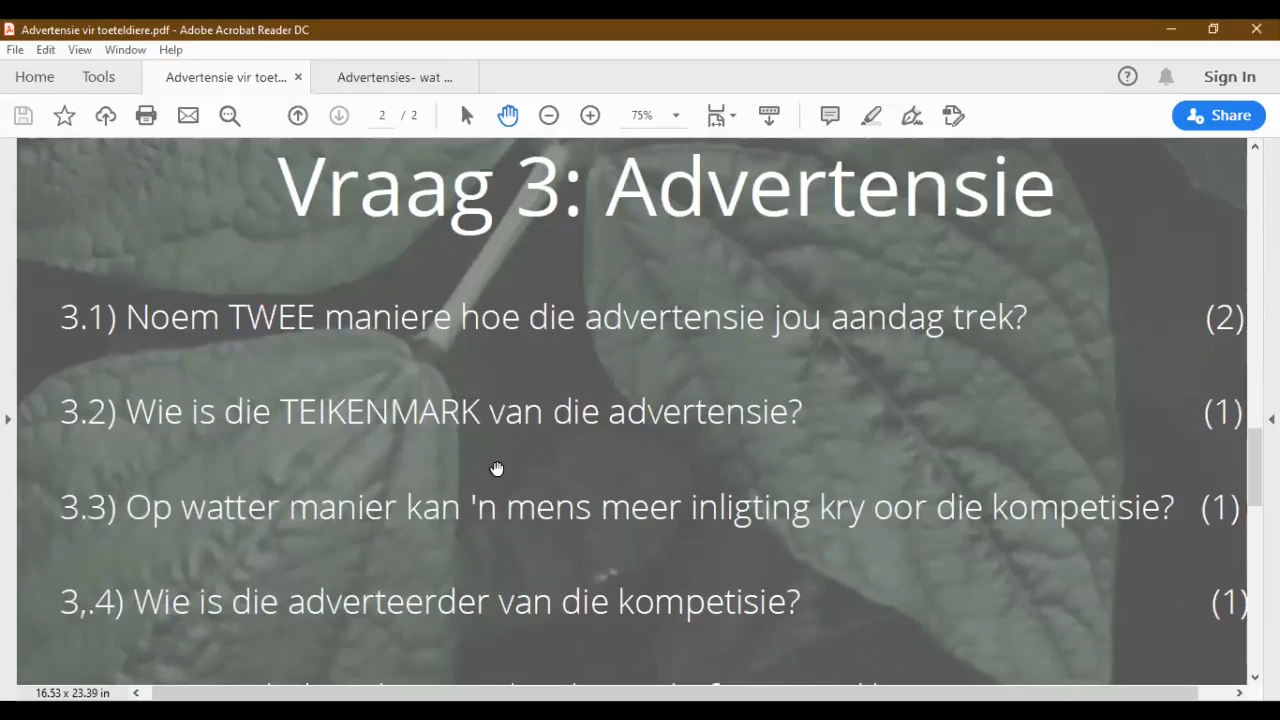 Advertensie vir toeteldiere.pdf - Adobe Acrobat Reader DC
File Edit View Window Help
Home Tools Advertensie vir toet... × Advertensies- wat ... Sign In
2 / 2 75% Share
Vraag 3: Advertensie
3.1) Noem TWEE maniere hoe die advertensie jou aandag trek? (2)
3.2) Wie is die TEIKENMARK van die advertensie? (1)
3.3) Op watter manier kan 'n mens meer inligting kry oor die kompetisie? (1)
3,.4) Wie is die adverteerder van die kompetisie? (1)
16.53 x 23.39 in